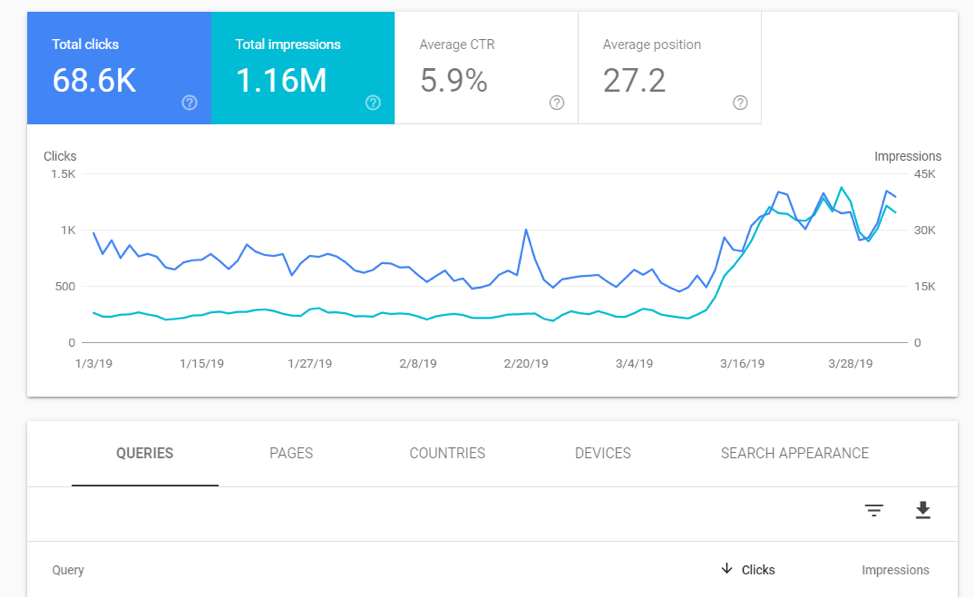 Total clicks
68.6K
Total impressions
1.16M
Average CTR
5.9%
Average position
27.2
Clicks Impressions
1.5K 45K
1K 30K
500 15K
0 0
1/3/19 1/15/19 1/27/19 2/8/19 2/20/19 3/4/19 3/16/19 3/28/19
QUERIES PAGES COUNTRIES DEVICES SEARCH APPEARANCE
Query Clicks Impressions